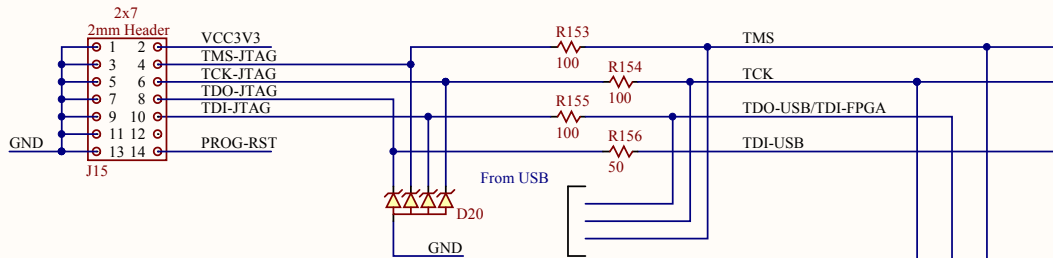 2x7
2mm Header
1 2
3 4
5 6
7 8
9 10
11 12
13 14
J15
GND
VCC3V3
TMS-JTAG
TCK-JTAG
TDO-JTAG
TDI-JTAG
PROG-RST
R153
100
R154
100
R155
100
R156
50
TMS
TCK
TDO-USB/TDI-FPGA
TDI-USB
From USB
D20
GND